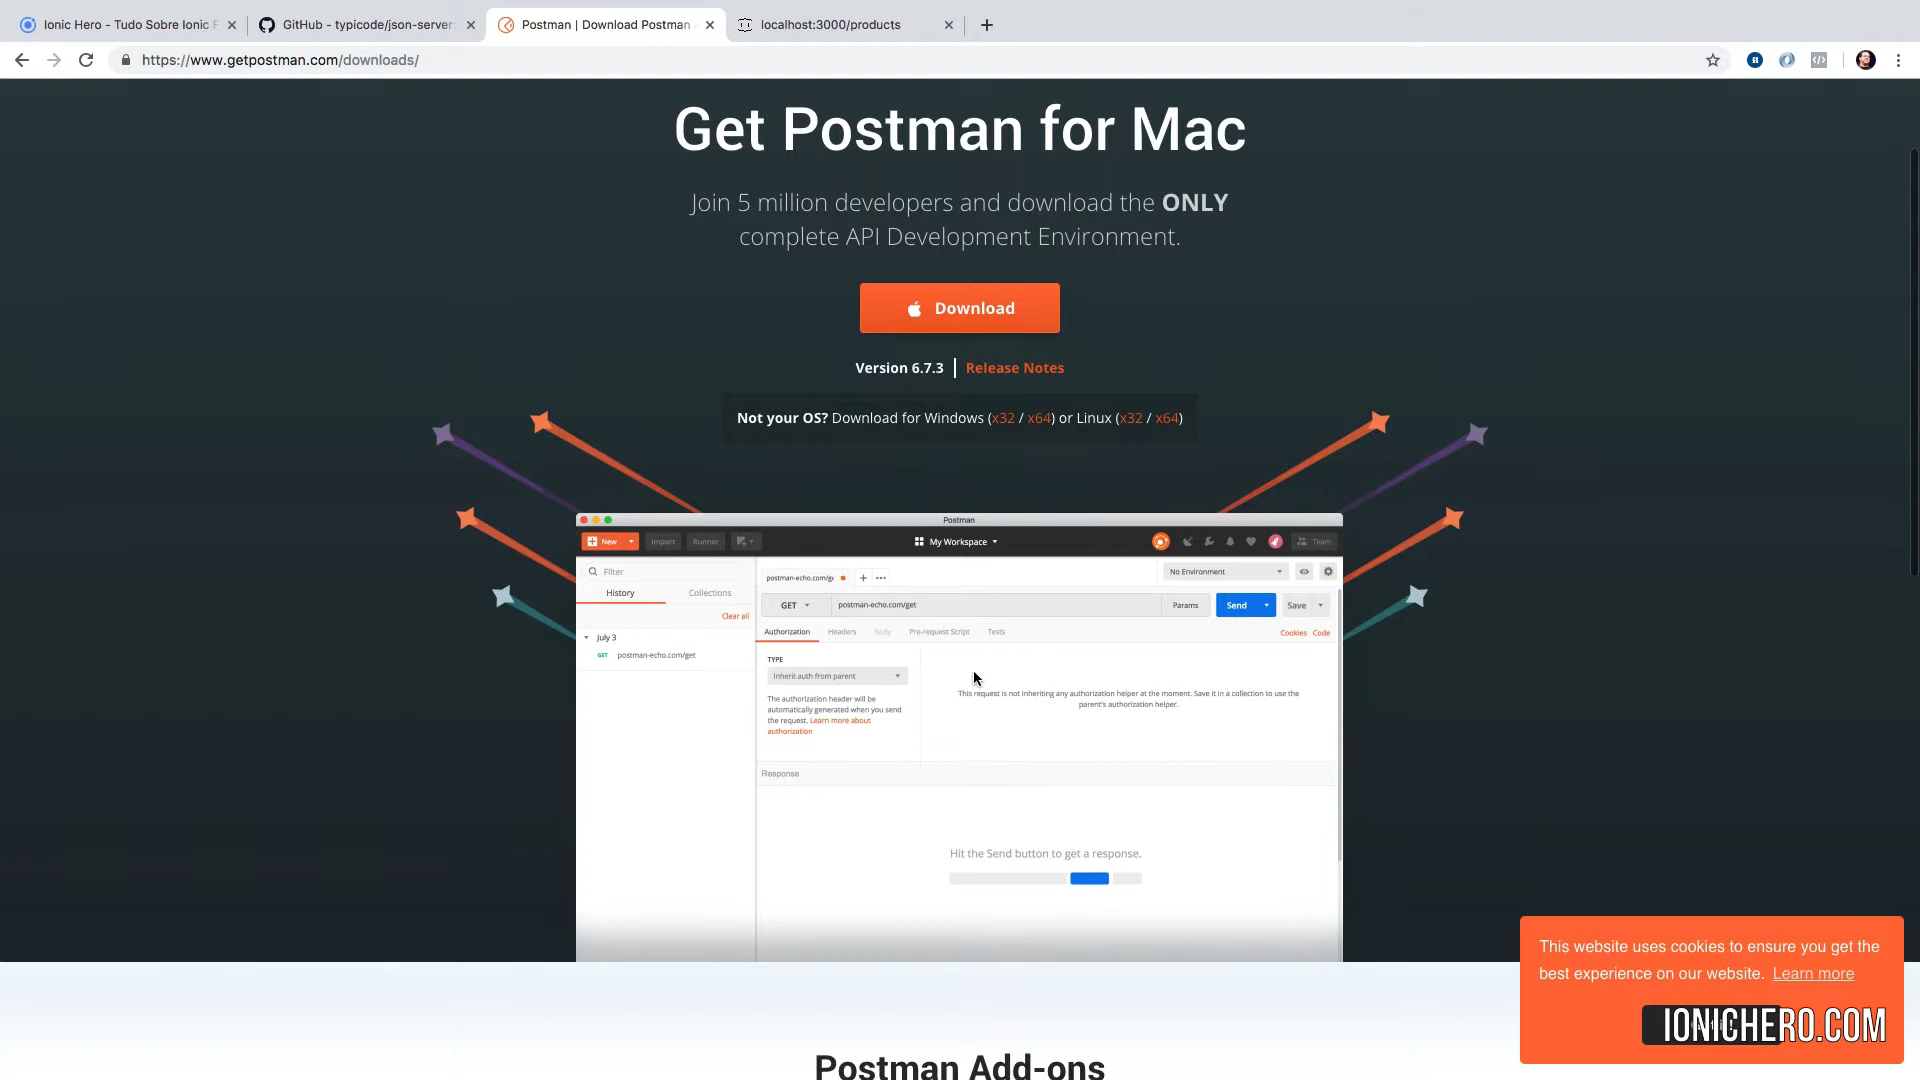 Ionic Hero - Tudo Sobre Ionic F
GitHub - typicode/json-server:
Postman | Download Postman A
localhost:3000/products
https://www.getpostman.com/downloads/
Get Postman for Mac
Join 5 million developers and download the ONLY
complete API Development Environment.
Download
Version 6.7.3 | Release Notes
Not your OS? Download for Windows (x32 / x64) or Linux (x32 / x64)
Postman
New
Import
Runner
My Workspace
Team
Filter
History
Collections
Clear all
July 3
GET postman-echo.com/get
postman-echo.com/ge
No Environment
GET
postman-echo.com/get
Params
Send
Save
Authorization
Headers
Body
Pre-request Script
Tests
Cookies
Code
TYPE
Inherit auth from parent
The authorization header will be
automatically generated when you send
the request. Learn more about
authorization
This request is not inheriting any authorization helper at the moment. Save it in a collection to use the
parent's authorization helper.
Response
Hit the Send button to get a response.
This website uses cookies to ensure you get the
best experience on our website. Learn more
IONICHERO.COM
Postman Add-ons